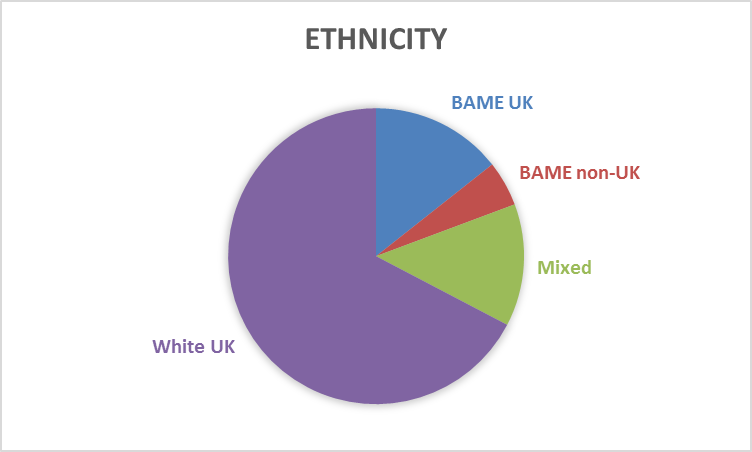 ETHNICITY
BAME UK
BAME non-UK
Mixed
White UK